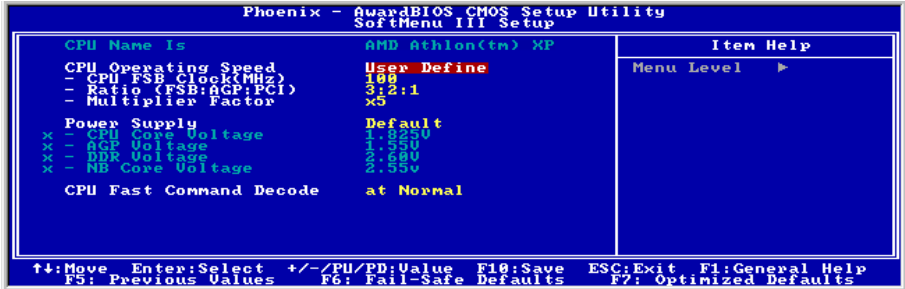 Phoenix - AwardBIOS CMOS Setup Utility
SoftMenu III Setup
CPU Name Is AMD Athlon(tm) XP
Item Help
CPU Operating Speed User Define
Menu Level ▶
- CPU FSB Clock(MHz) 100
- Ratio (FSB:AGP:PCI) 3:2:1
- Multiplier Factor x5
Power Supply Default
x - CPU Core Voltage 1.825V
x - AGP Voltage 1.55V
x - DDR Voltage 2.60V
x - NB Core Voltage 2.55V
CPU Fast Command Decode at Normal
↑↓:Move Enter:Select +/-/PU/PD:Value F10:Save ESC:Exit F1:General Help
F5: Previous Values F6: Fail-Safe Defaults F7: Optimized Defaults